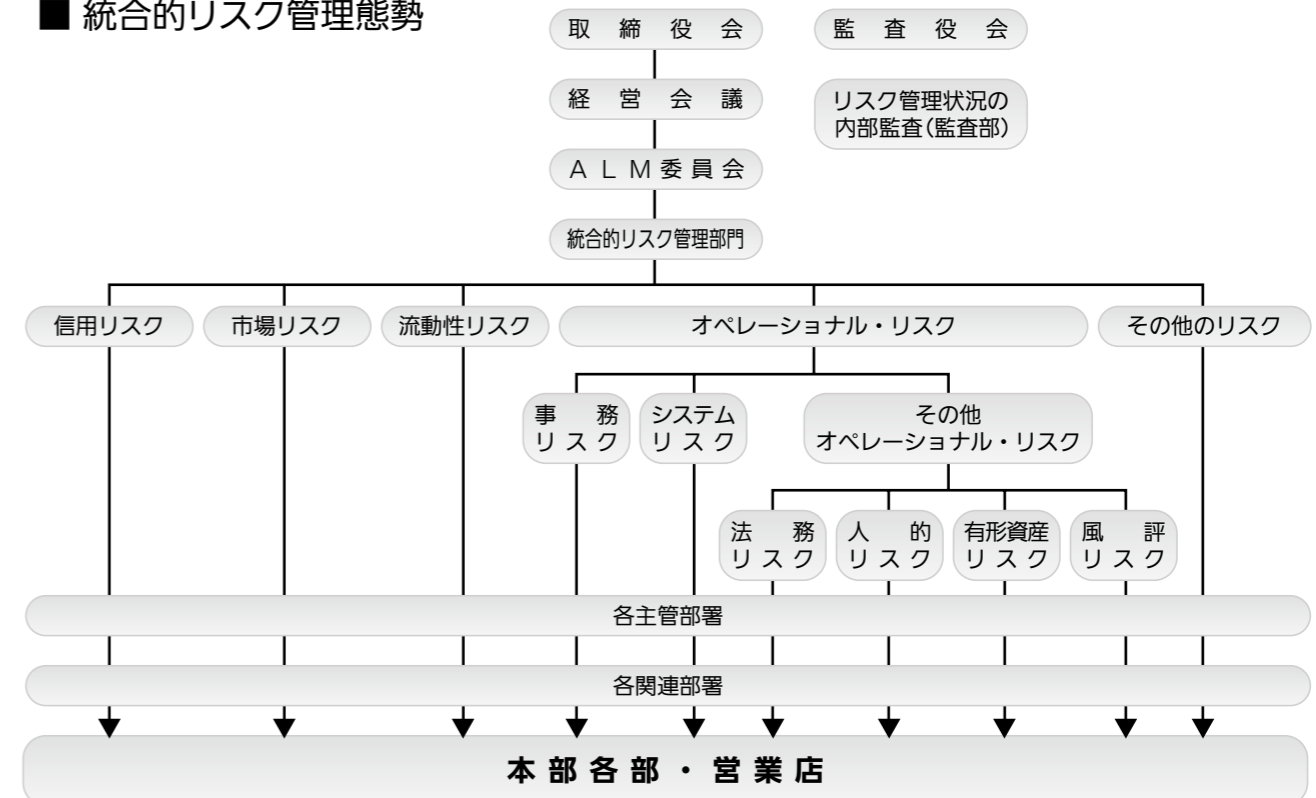 ■ 統合的リスク管理態勢
取締役会
監査役会
経営会議
リスク管理状況の
内部監査(監査部)
ALM委員会
統合的リスク管理部門
信用リスク
市場リスク
流動性リスク
オペレーショナル・リスク
その他のリスク
事務
リスク
システム
リスク
その他
オペレーショナル・リスク
法務
リスク
人的
リスク
有形資産
リスク
風評
リスク
各主管部署
各関連部署
本部各部・営業店